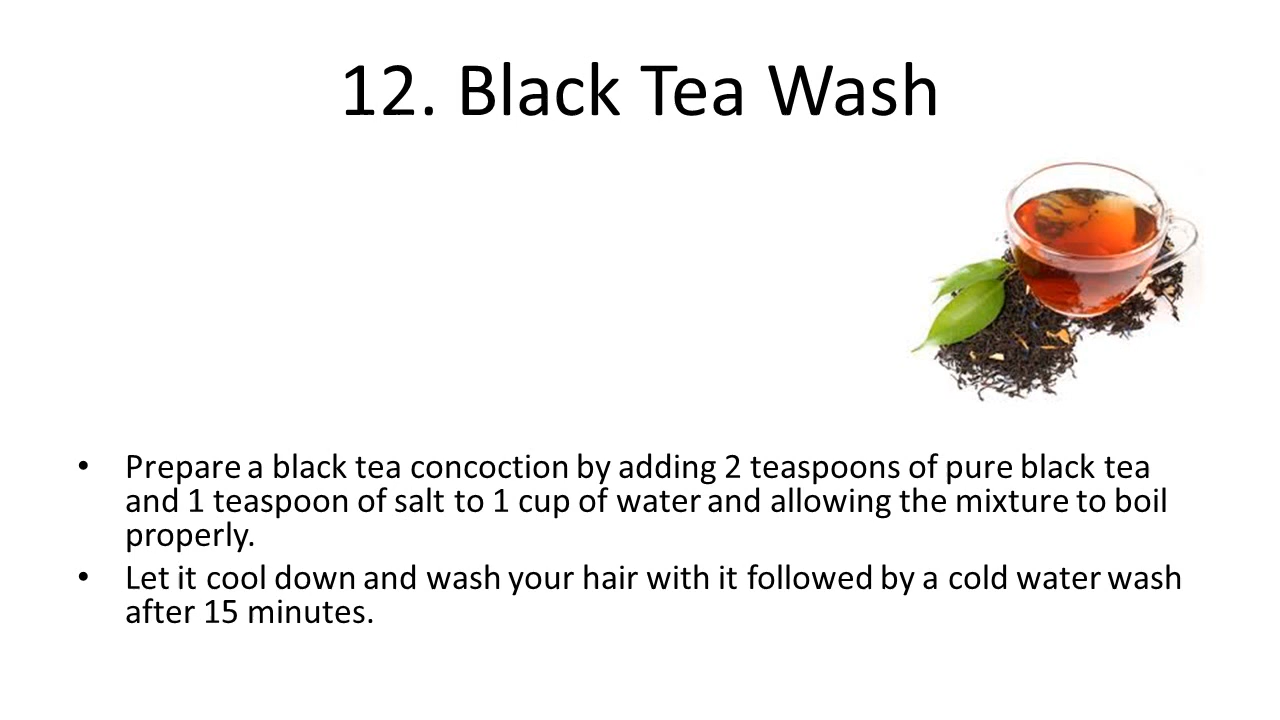 12. Black Tea Wash
• Prepare a black tea concoction by adding 2 teaspoons of pure black tea
and 1 teaspoon of salt to 1 cup of water and allowing the mixture to boil
properly.
• Let it cool down and wash your hair with it followed by a cold water wash
after 15 minutes.